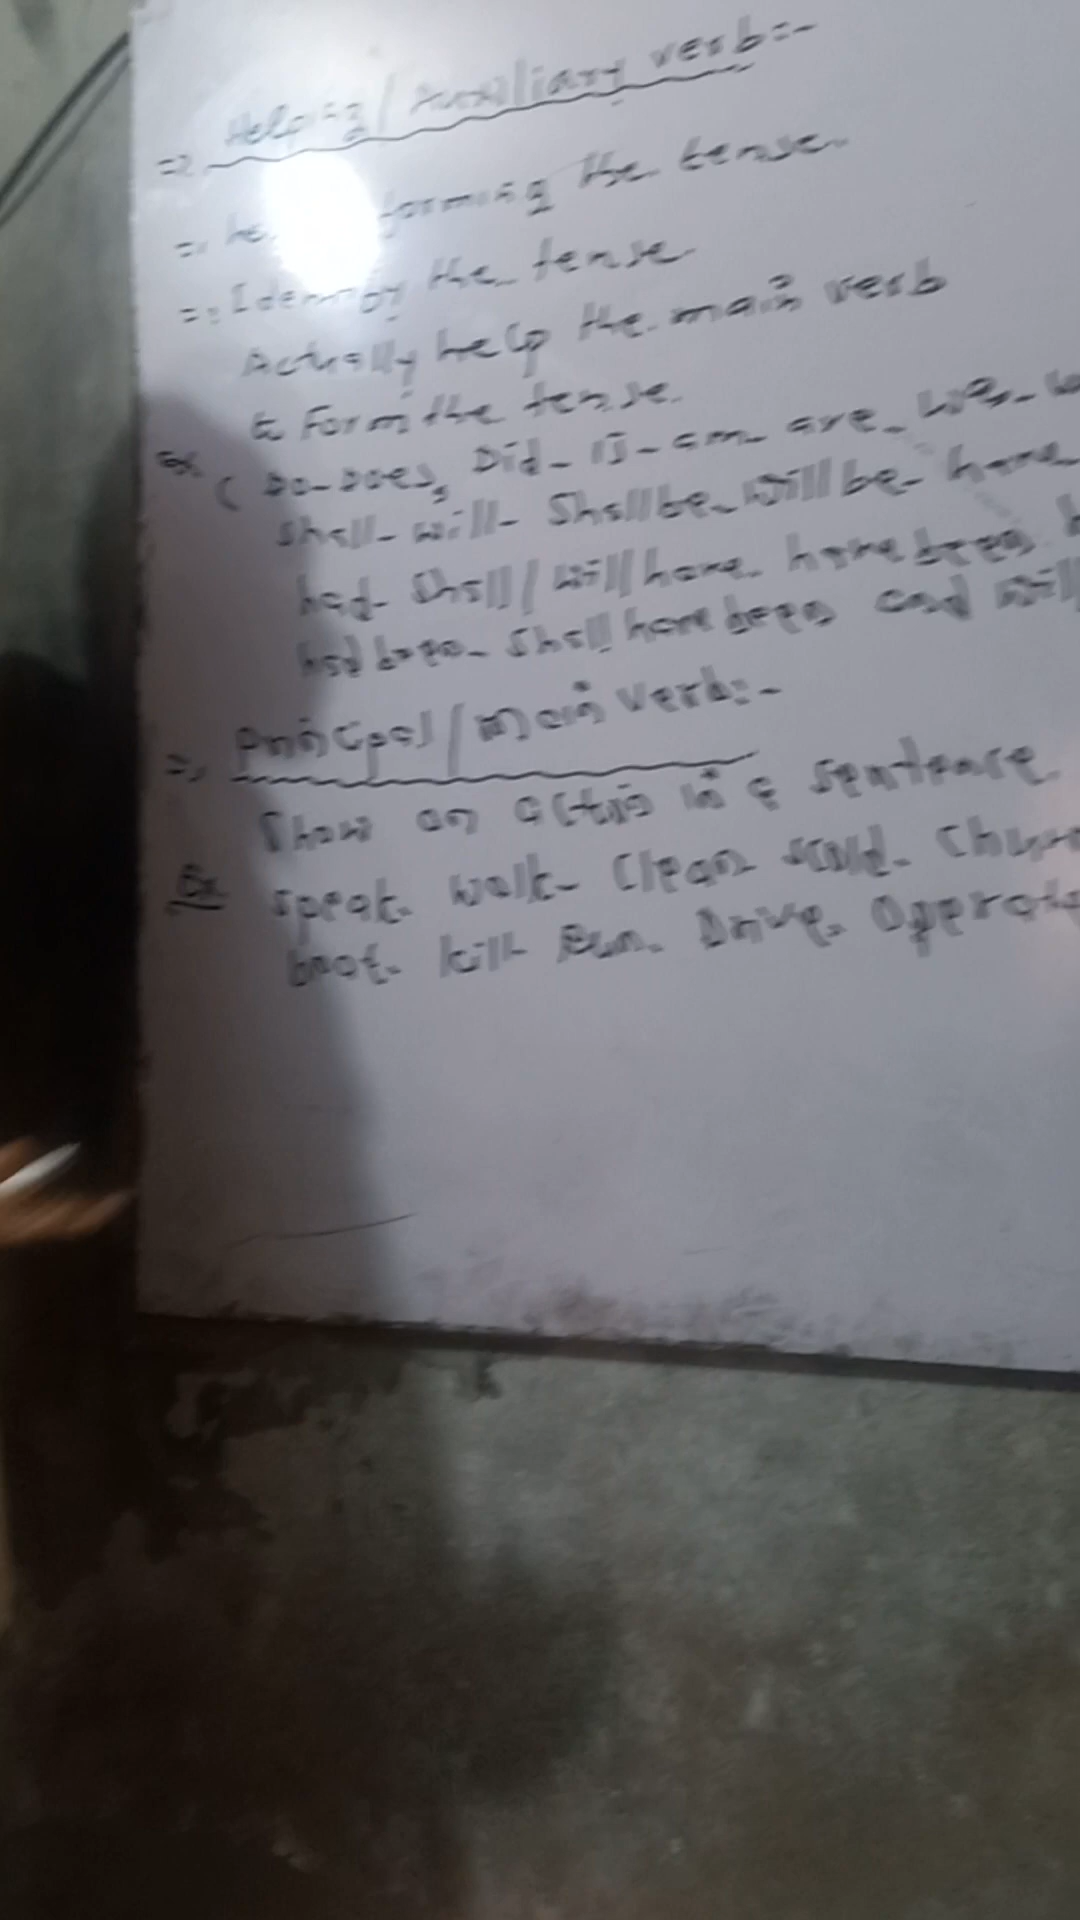 => Helping / Auxiliary verb:-
forming the tense.
the tense
Actually help the main verb
to Form the tense.
Ex. ( Do-Does, Did- is-am- are-
shall- will- Shall be- will be- have
had- Shall / will have. have been
had been- Shall have been and will
=> Principal / Main verb:-
Show an action in a sentence.
Ex. speak. walk- Clean scold-
kill- Run. Drive. Operate